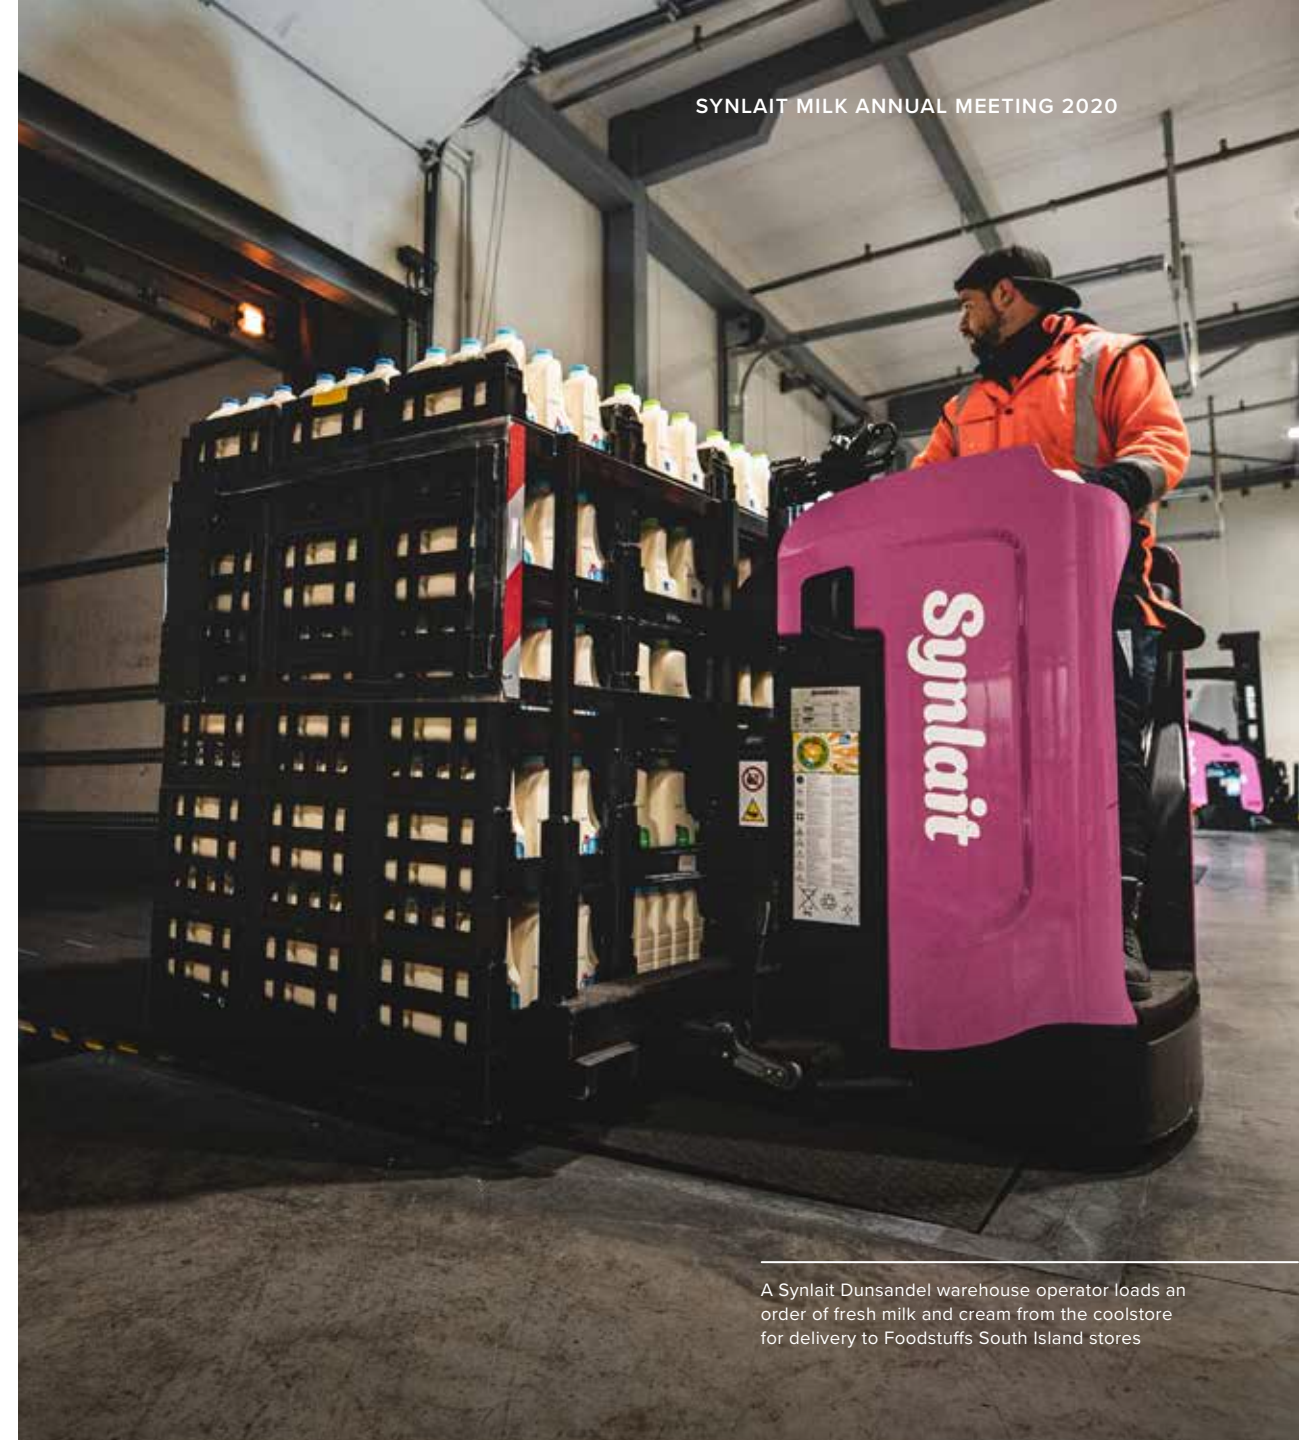 SYNLAIT MILK ANNUAL MEETING 2020
Synlait
A Synlait Dunsandel warehouse operator loads an
order of fresh milk and cream from the coolstore
for delivery to Foodstuffs South Island stores